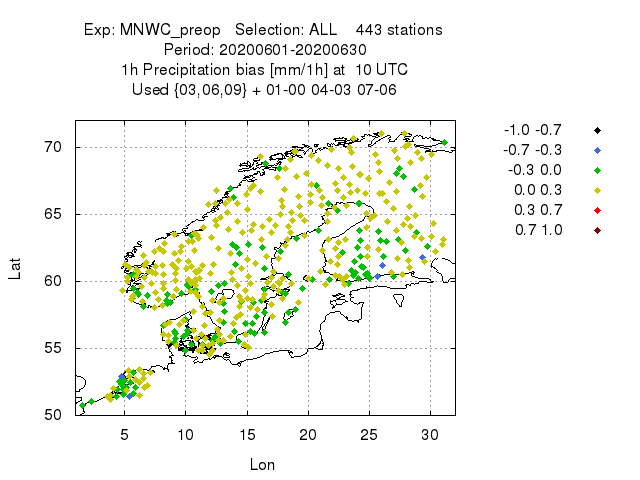 Exp: MNWC_preop   Selection: ALL    443 stations
Period: 20200601-20200630
1h Precipitation bias [mm/1h] at  10 UTC
Used {03,06,09} + 01-00 04-03 07-06
-1.0 -0.7
-0.7 -0.3
-0.3 0.0
0.0 0.3
0.3 0.7
0.7 1.0
70
65
60
55
50
Lat
5 10 15 20 25 30
Lon